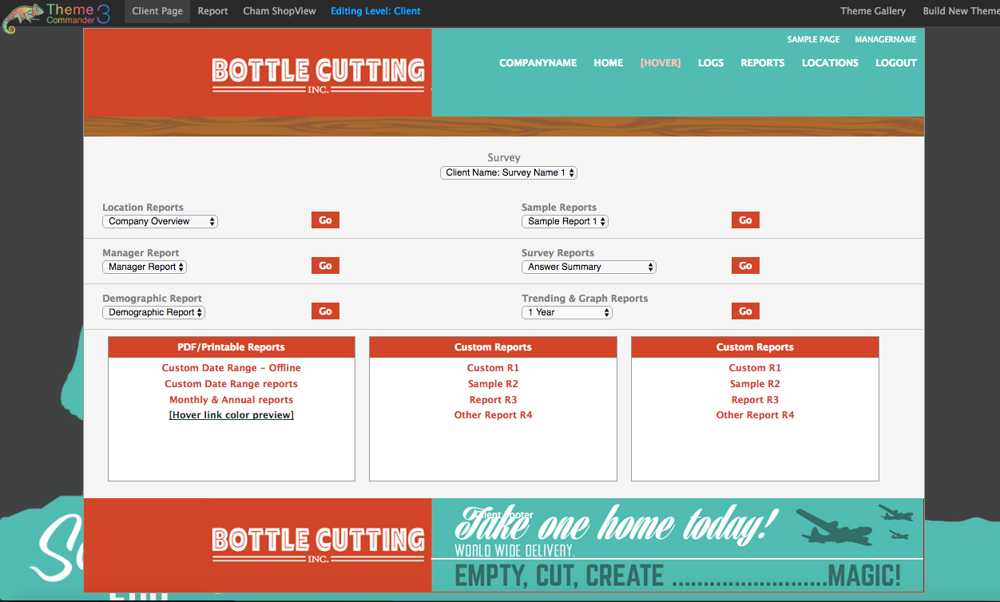 Theme Commander 3
Client Page Report Cham ShopView Editing Level: Client Theme Gallery Build New Theme
SAMPLE PAGE MANAGERNAME
COMPANYNAME HOME [HOVER] LOGS REPORTS LOCATIONS LOGOUT
BOTTLE CUTTING
INC.
Survey
Client Name: Survey Name 1
Location Reports
Company Overview Go
Sample Reports
Sample Report 1 Go
Manager Report
Manager Report Go
Survey Reports
Answer Summary Go
Demographic Report
Demographic Report Go
Trending & Graph Reports
1 Year Go
PDF/Printable Reports
Custom Date Range - Offline
Custom Date Range reports
Monthly & Annual reports
[Hover link color preview]
Custom Reports
Custom R1
Sample R2
Report R3
Other Report R4
Custom Reports
Custom R1
Sample R2
Report R3
Other Report R4
BOTTLE CUTTING
INC.
Client Footer
Take one home today!
WORLD WIDE DELIVERY.
EMPTY, CUT, CREATE ........................MAGIC!